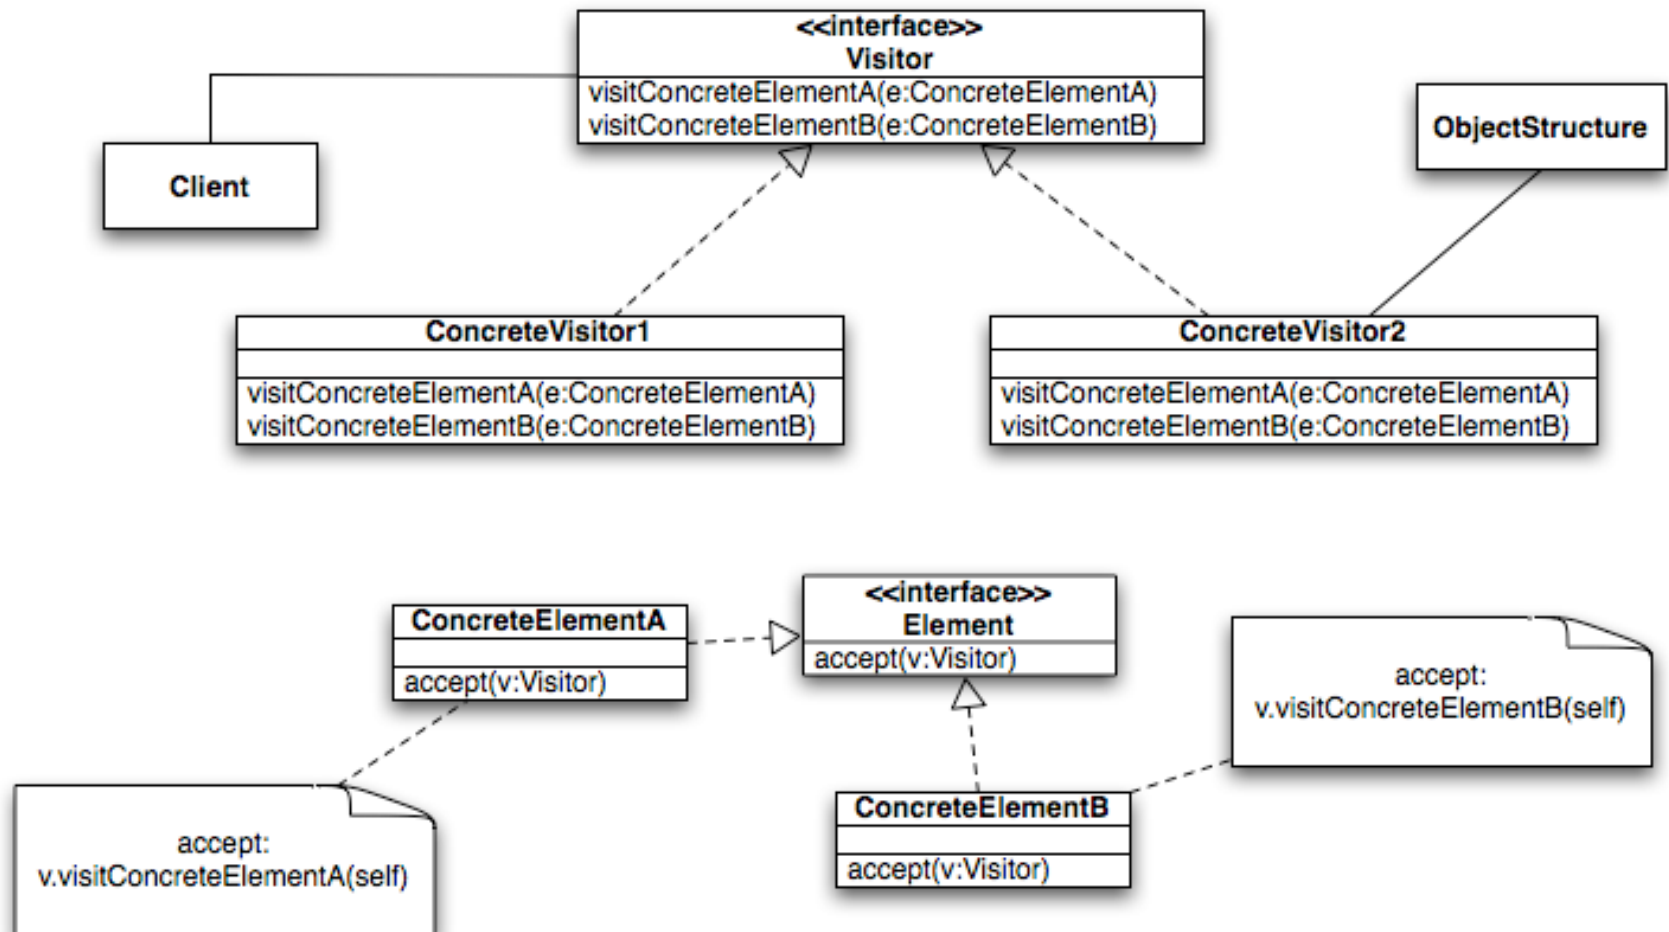 <<interface>>
Visitor
visitConcreteElementA(e:ConcreteElementA)
visitConcreteElementB(e:ConcreteElementB)
Client
ObjectStructure
ConcreteVisitor1
visitConcreteElementA(e:ConcreteElementA)
visitConcreteElementB(e:ConcreteElementB)
ConcreteVisitor2
visitConcreteElementA(e:ConcreteElementA)
visitConcreteElementB(e:ConcreteElementB)
ConcreteElementA
accept(v:Visitor)
<<interface>>
Element
accept(v:Visitor)
accept:
v.visitConcreteElementB(self)
accept:
v.visitConcreteElementA(self)
ConcreteElementB
accept(v:Visitor)